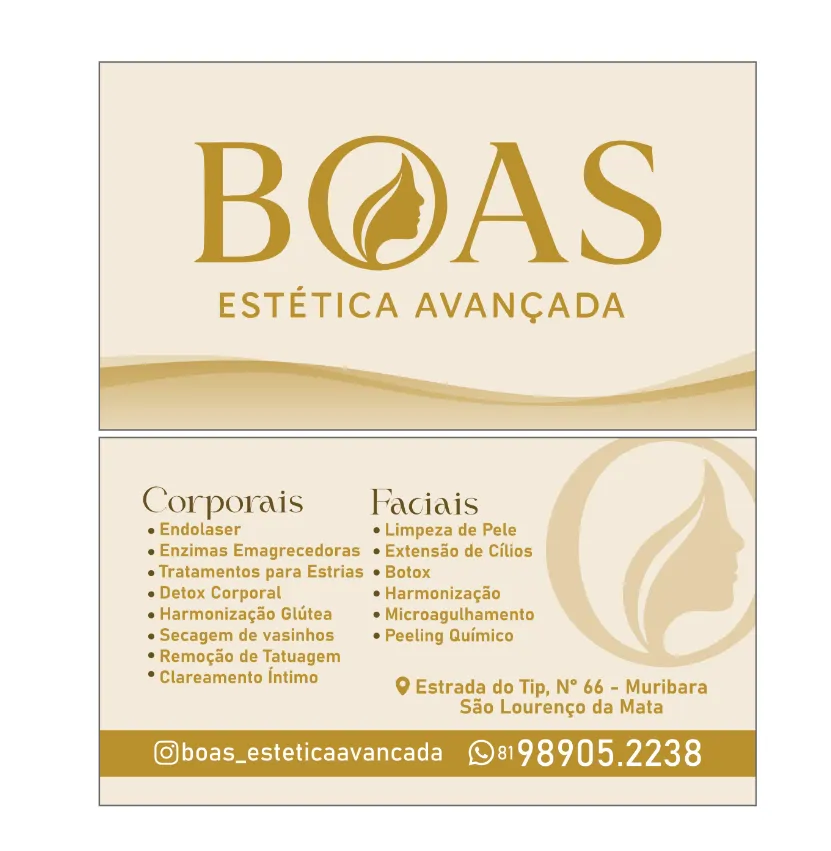 BOAS
ESTÉTICA AVANÇADA
Corporais
• Endolaser
• Enzimas Emagrecedoras
• Tratamentos para Estrias
• Detox Corporal
• Harmonização Glútea
• Secagem de vasinhos
• Remoção de Tatuagem
• Clareamento Íntimo
Faciais
• Limpeza de Pele
• Extensão de Cílios
• Botox
• Harmonização
• Microagulhamento
• Peeling Químico
Estrada do Tip, N° 66 - Muribara
São Lourenço da Mata
boas_esteticaavancada
81 98905.2238